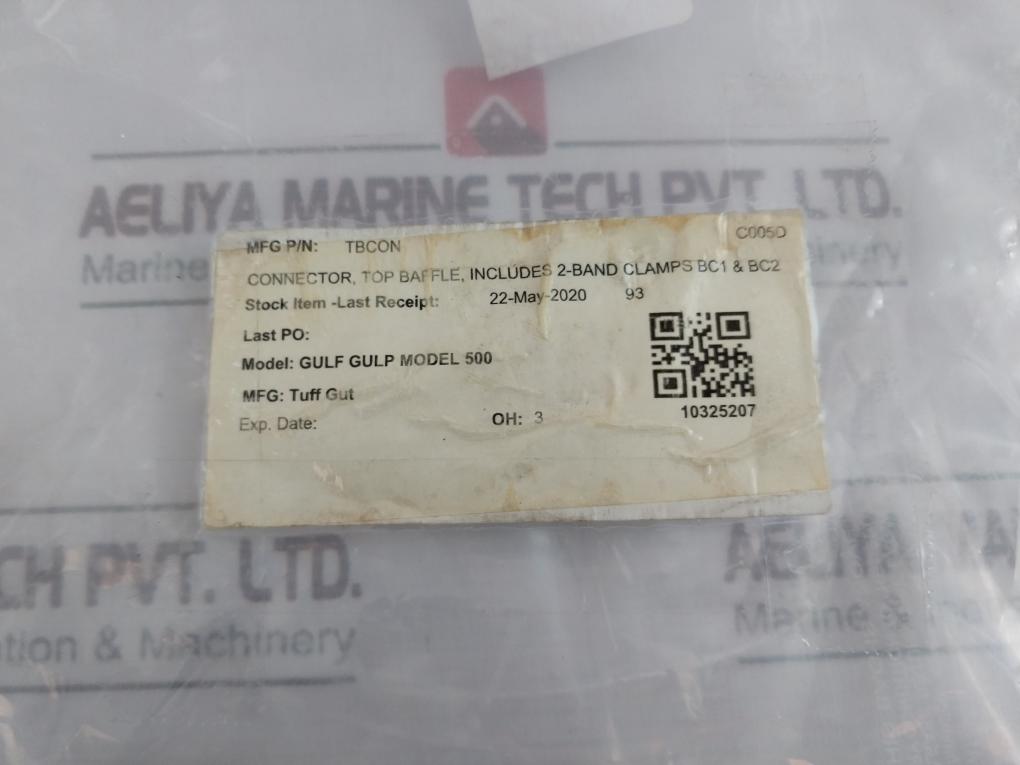 AELIYA MARINE TECH PVT. LTD.
Marine
MFG P/N: TBCON C005D
CONNECTOR, TOP BAFFLE, INCLUDES 2-BAND CLAMPS BC1 & BC2
Stock Item -Last Receipt: 22-May-2020 93
Last PO:
Model: GULF GULP MODEL 500
MFG: Tuff Gut
10325207
Exp. Date: OH: 3
CH PVT. LTD.
& Machinery
AELIYA
Marine &